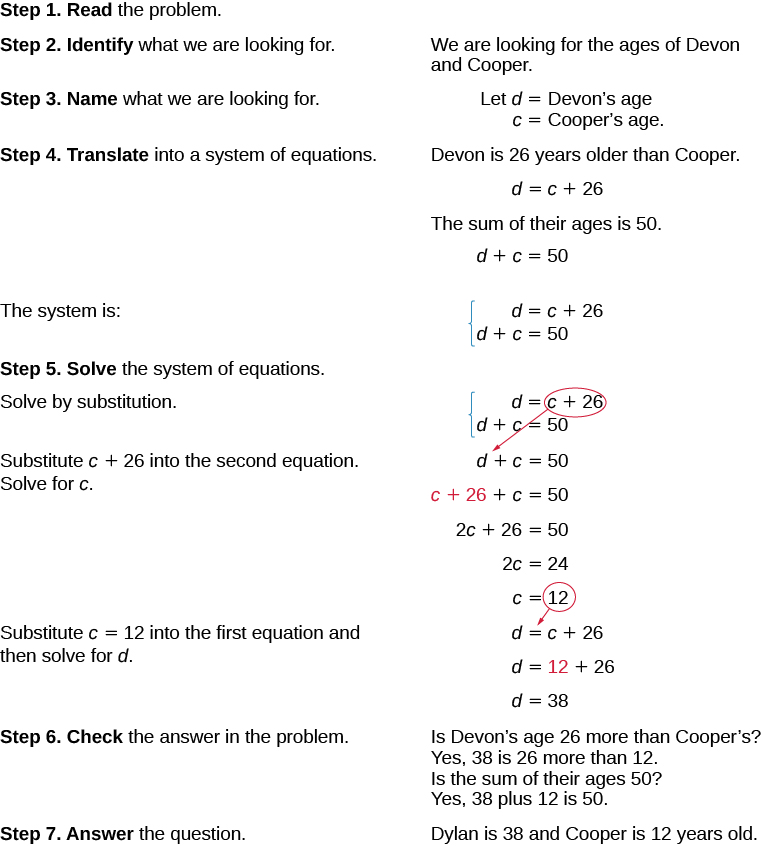 Step 1. Read the problem.
Step 2. Identify what we are looking for.
We are looking for the ages of Devon
and Cooper.
Step 3. Name what we are looking for.
Let d = Devon’s age
c = Cooper’s age.
Step 4. Translate into a system of equations.
Devon is 26 years older than Cooper.
d = c + 26
The sum of their ages is 50.
d + c = 50
The system is:
d = c + 26
d + c = 50
Step 5. Solve the system of equations.
Solve by substitution.
d = c + 26
d + c = 50
Substitute c + 26 into the second equation.
Solve for c.
d + c = 50
c + 26 + c = 50
2c + 26 = 50
2c = 24
c = 12
Substitute c = 12 into the first equation and
then solve for d.
d = c + 26
d = 12 + 26
d = 38
Step 6. Check the answer in the problem.
Is Devon’s age 26 more than Cooper’s?
Yes, 38 is 26 more than 12.
Is the sum of their ages 50?
Yes, 38 plus 12 is 50.
Step 7. Answer the question.
Dylan is 38 and Cooper is 12 years old.